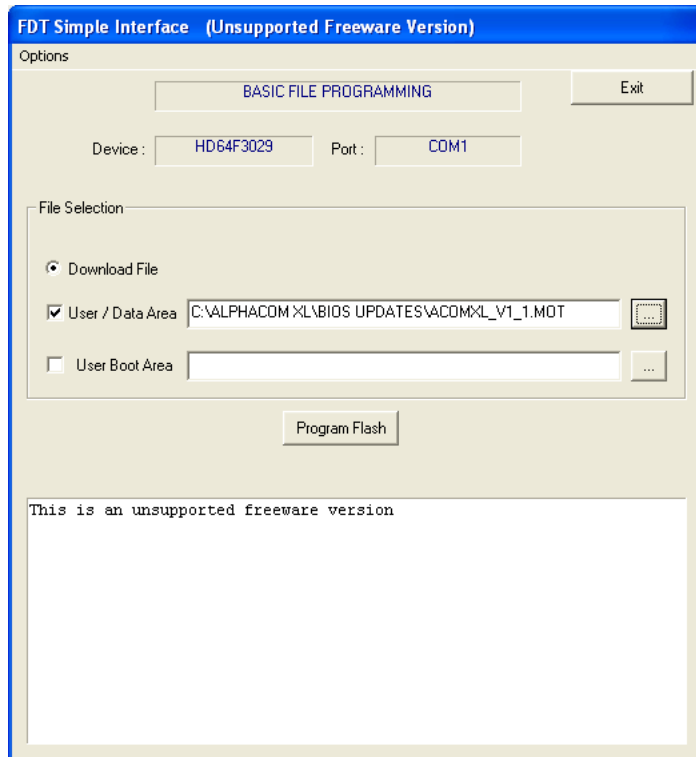 FDT Simple Interface (Unsupported Freeware Version)
Options
BASIC FILE PROGRAMMING
Exit
Device : HD64F3029 Port : COM1
File Selection
Download File
User / Data Area C:\ALPHACOM XL\BIOS UPDATES\ACOMXL_V1_1.MOT ...
User Boot Area ...
Program Flash
This is an unsupported freeware version